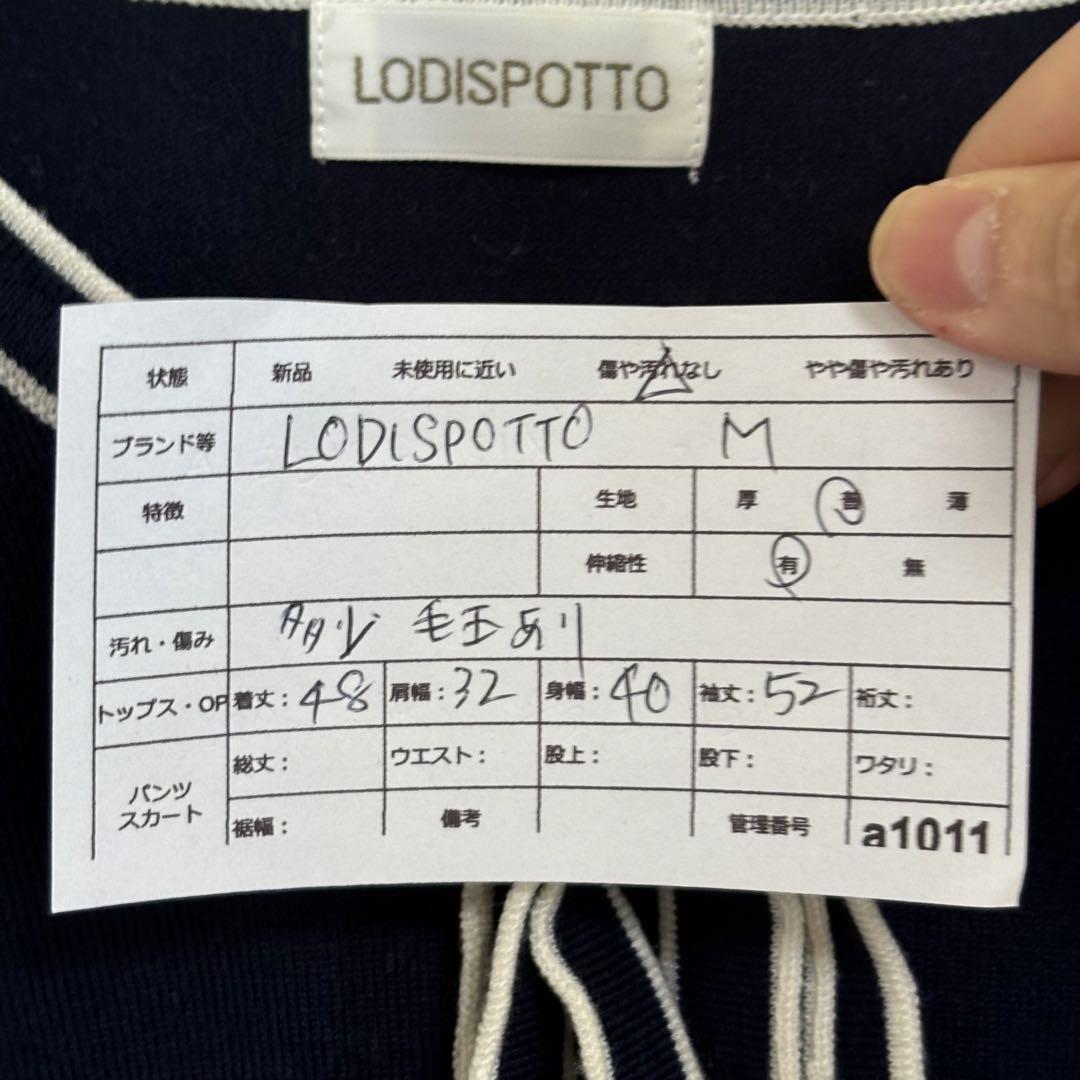 LODISPOTTO
状態 新品 未使用に近い 傷や汚れなし やや傷や汚れあり
ブランド等 LODISPOTTO M
特徴 生地 厚 普 薄
伸縮性 有 無
汚れ・傷み 多少 毛玉あり
トップス・OP 着丈：48 肩幅：32 身幅：40 袖丈：52 裄丈：
パンツ スカート 総丈： ウエスト： 股上： 股下： ワタリ：
裾幅： 備考 管理番号 a1011